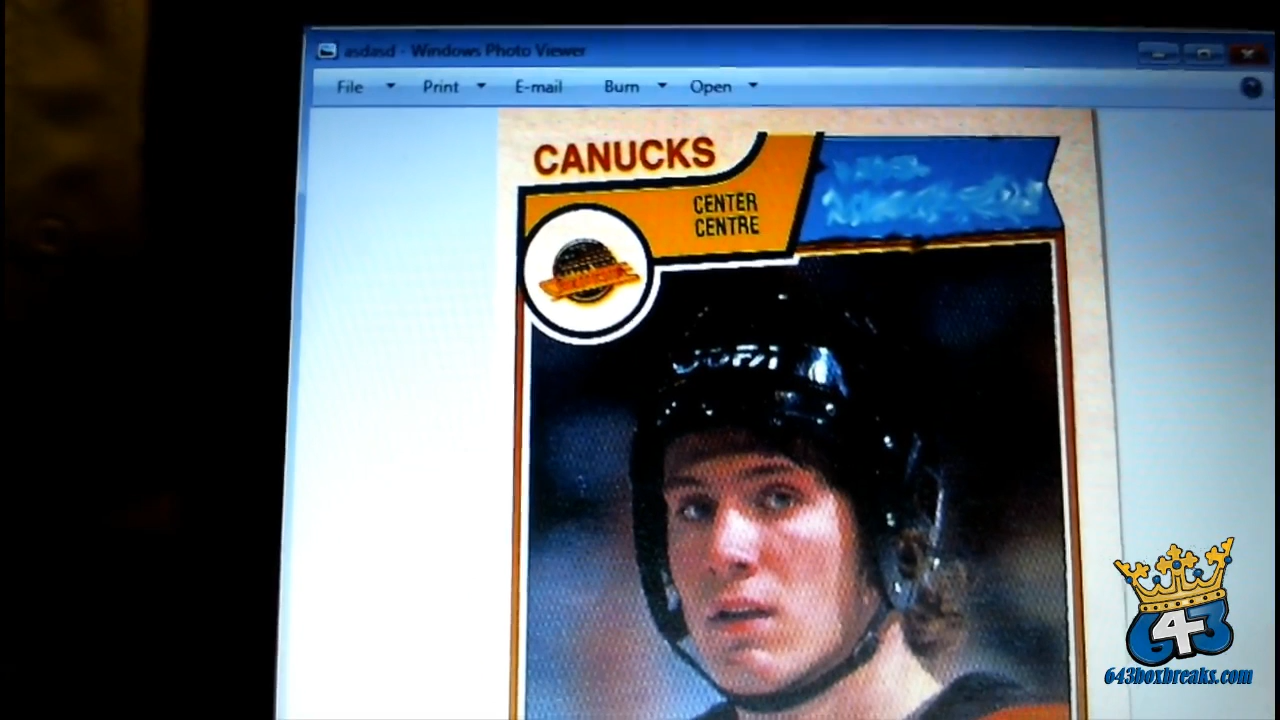 asdasd - Windows Photo Viewer
File Print E-mail Burn Open
CANUCKS
CENTER
CENTRE
643
643boxbreaks.com